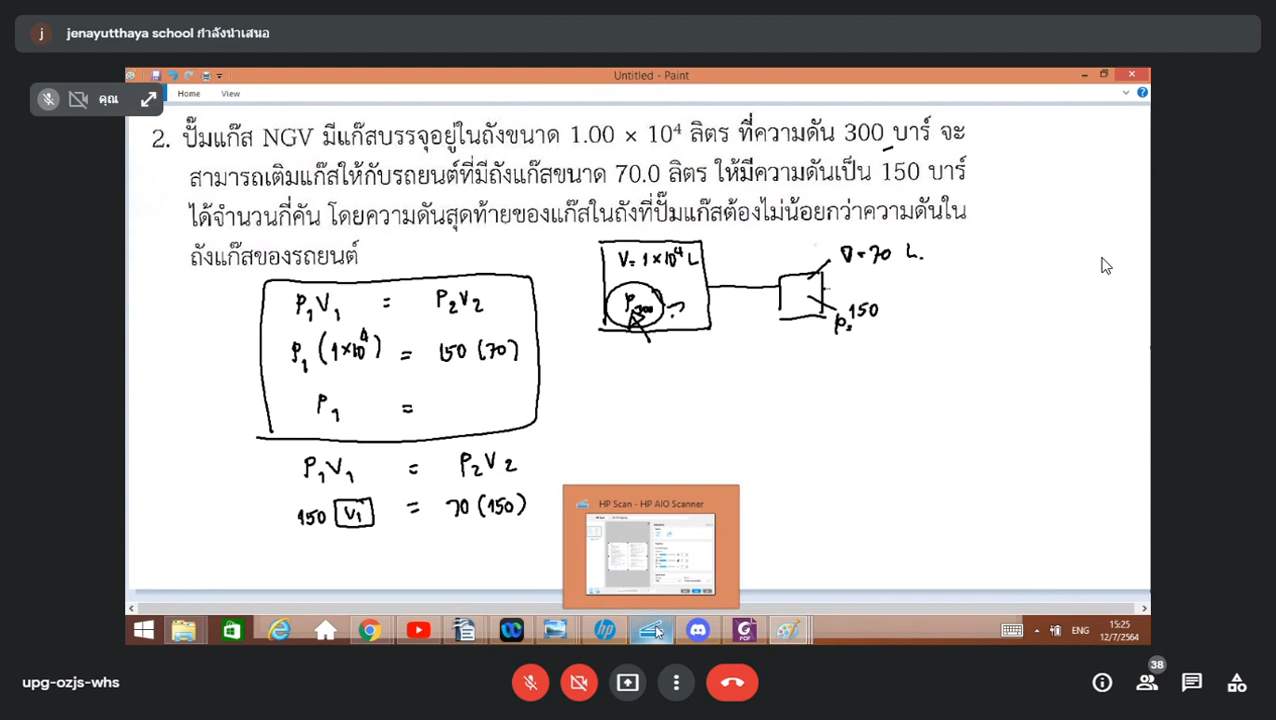 j jenayutthaya school กำลังนำเสนอ
Untitled - Paint
คุณ
Home View
2. ปั๊มแก๊ส NGV มีแก๊สบรรจุอยู่ในถังขนาด 1.00 × 10⁴ ลิตร ที่ความดัน 300 บาร์ จะ
สามารถเติมแก๊สให้กับรถยนต์ที่มีถังแก๊สขนาด 70.0 ลิตร ให้มีความดันเป็น 150 บาร์
ได้จำนวนกี่คัน โดยความดันสุดท้ายของแก๊สในถังที่ปั๊มแก๊สต้องไม่น้อยกว่าความดันใน
ถังแก๊สของรถยนต์
V = 1×10⁴ L
V = 70 L.
P 300 ?
P₂ 150
P₁V₁ = P₂V₂
P₁ (1×10⁴) = 150 (70)
P₁ =
P₁V₁ = P₂V₂
150 V₁ = 70 (150)
HP Scan - HP AIO Scanner
ENG
15:25
12/7/2564
upg-ozjs-whs
38